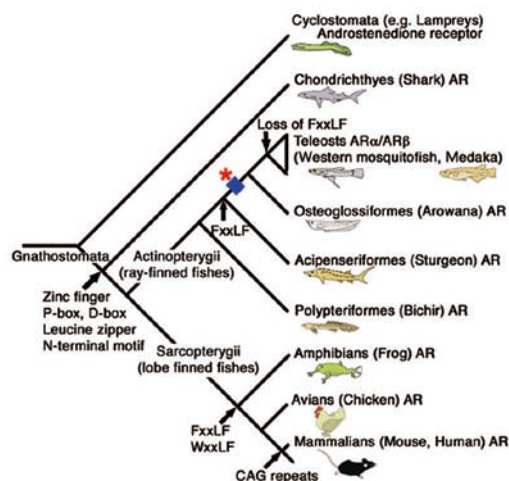 Cyclostomata (e.g. Lampreys)
Androstenedione receptor
Chondrichthyes (Shark) AR
Loss of FxxLF
Teleosts ARα/ARβ
(Western mosquitofish, Medaka)
*
Osteoglossiformes (Arowana) AR
FxxLF
Gnathostomata
Actinopterygii
(ray-finned fishes)
Acipenseriformes (Sturgeon) AR
Zinc finger
P-box, D-box
Leucine zipper
N-terminal motif
Polypteriformes (Bichir) AR
Sarcopterygii
(lobe finned fishes)
Amphibians (Frog) AR
Avians (Chicken) AR
FxxLF
WxxLF
Mammalians (Mouse, Human) AR
CAG repeats